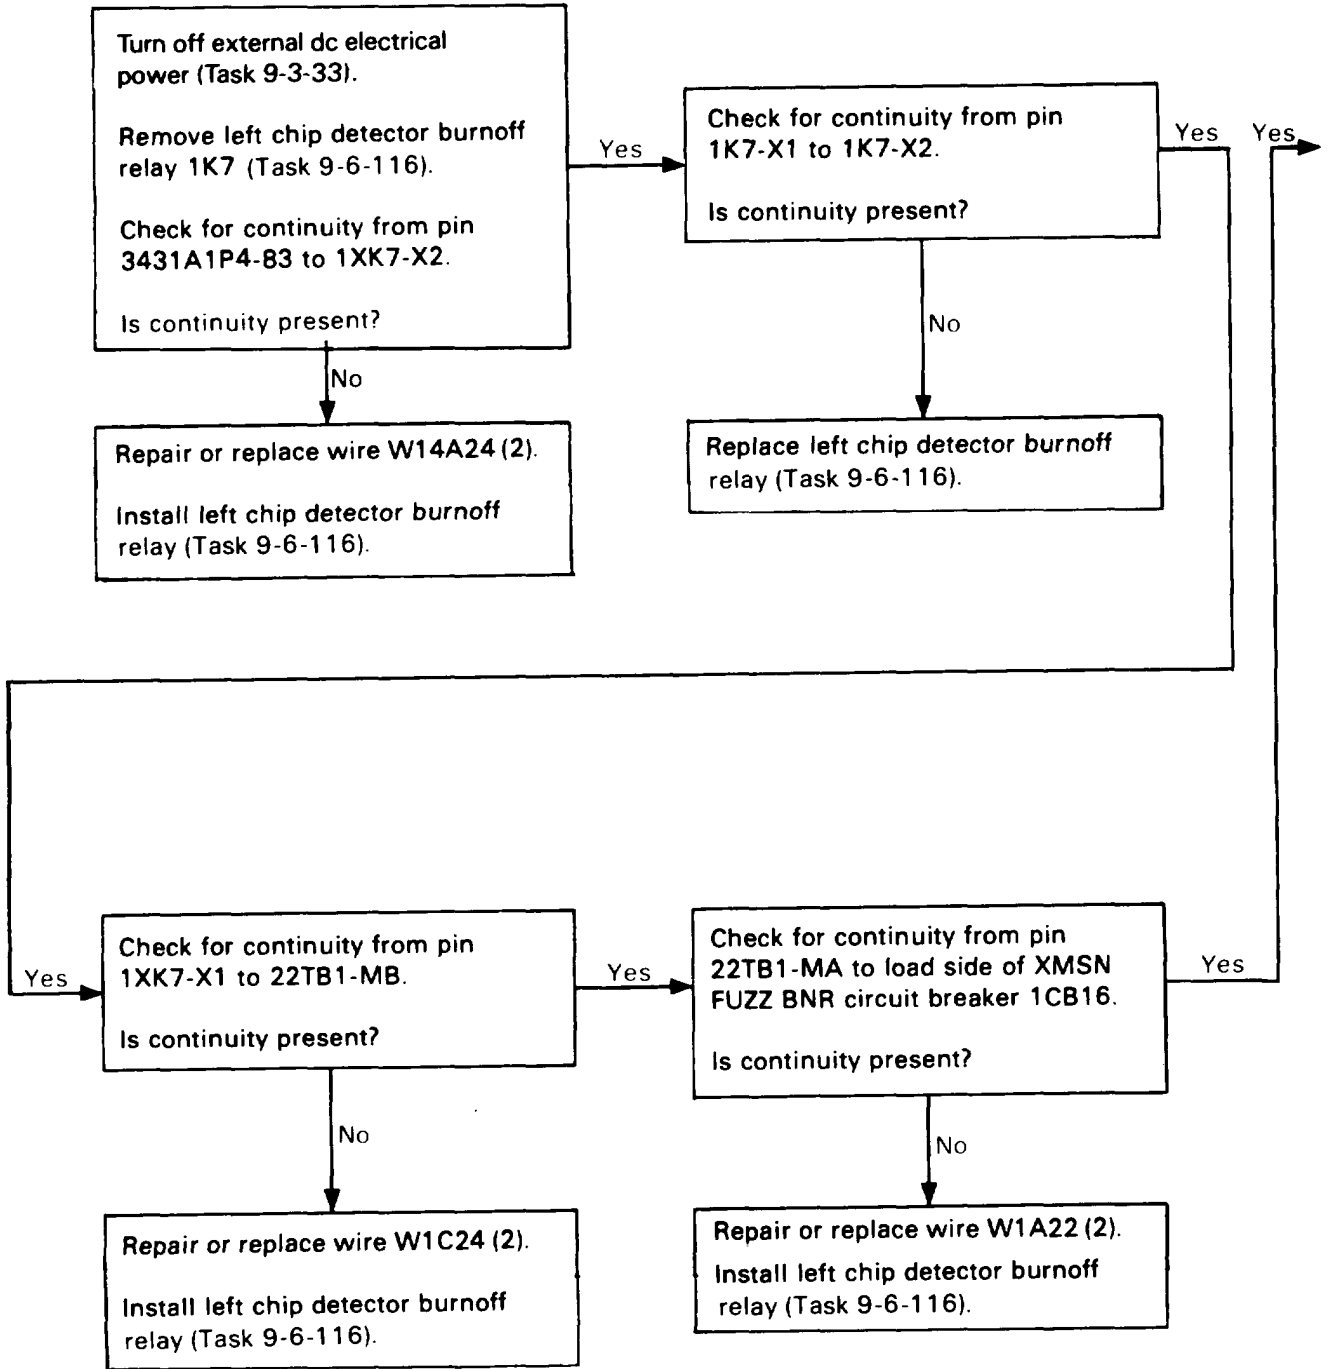 Turn off external dc electrical
power (Task 9-3-33).
Remove left chip detector burnoff
relay 1K7 (Task 9-6-116).
Check for continuity from pin
3431A1P4-83 to 1XK7-X2.
Is continuity present?
Yes
Check for continuity from pin
1K7-X1 to 1K7-X2.
Is continuity present?
Yes
Yes
No
No
Repair or replace wire W14A24 (2).
Install left chip detector burnoff
relay (Task 9-6-116).
Replace left chip detector burnoff
relay (Task 9-6-116).
Yes
Check for continuity from pin
1XK7-X1 to 22TB1-MB.
Is continuity present?
Yes
Check for continuity from pin
22TB1-MA to load side of XMSN
FUZZ BNR circuit breaker 1CB16.
Is continuity present?
Yes
No
No
Repair or replace wire W1C24 (2).
Install left chip detector burnoff
relay (Task 9-6-116).
Repair or replace wire W1A22 (2).
Install left chip detector burnoff
relay (Task 9-6-116).